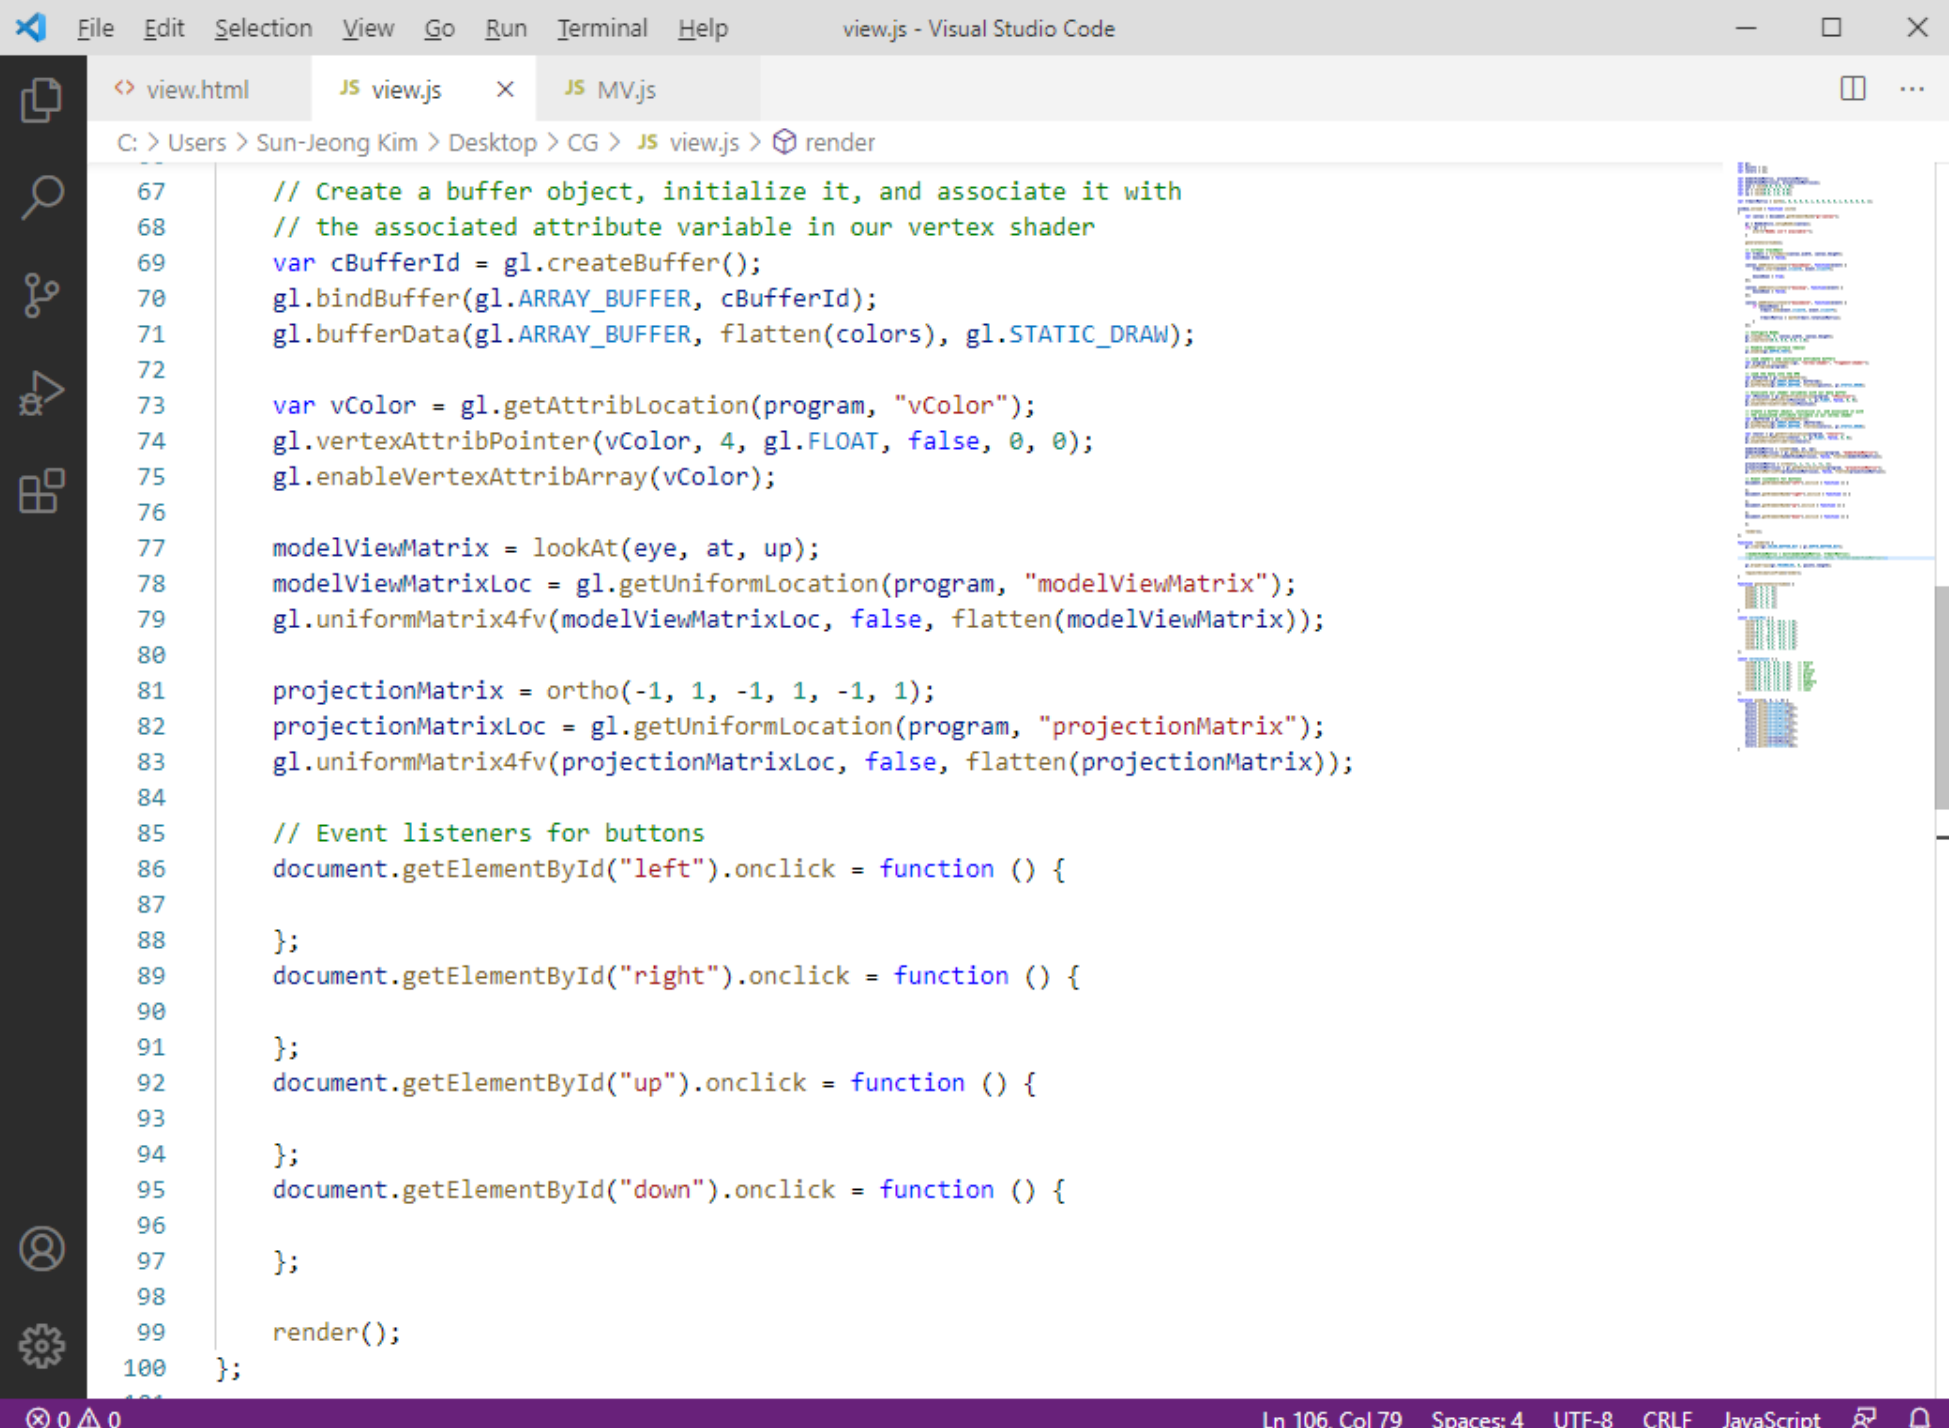 File Edit Selection View Go Run Terminal Help view.js - Visual Studio Code
<> view.html JS view.js × JS MV.js ...
C: > Users > Sun-Jeong Kim > Desktop > CG > JS view.js > render
67 // Create a buffer object, initialize it, and associate it with
68 // the associated attribute variable in our vertex shader
69 var cBufferId = gl.createBuffer();
70 gl.bindBuffer(gl.ARRAY_BUFFER, cBufferId);
71 gl.bufferData(gl.ARRAY_BUFFER, flatten(colors), gl.STATIC_DRAW);
72
73 var vColor = gl.getAttribLocation(program, "vColor");
74 gl.vertexAttribPointer(vColor, 4, gl.FLOAT, false, 0, 0);
75 gl.enableVertexAttribArray(vColor);
76
77 modelViewMatrix = lookAt(eye, at, up);
78 modelViewMatrixLoc = gl.getUniformLocation(program, "modelViewMatrix");
79 gl.uniformMatrix4fv(modelViewMatrixLoc, false, flatten(modelViewMatrix));
80
81 projectionMatrix = ortho(-1, 1, -1, 1, -1, 1);
82 projectionMatrixLoc = gl.getUniformLocation(program, "projectionMatrix");
83 gl.uniformMatrix4fv(projectionMatrixLoc, false, flatten(projectionMatrix));
84
85 // Event listeners for buttons
86 document.getElementById("left").onclick = function () {
87
88 };
89 document.getElementById("right").onclick = function () {
90
91 };
92 document.getElementById("up").onclick = function () {
93
94 };
95 document.getElementById("down").onclick = function () {
96
97 };
98
99 render();
100 };
0 0 Ln 106, Col 79 Spaces: 4 UTF-8 CRLF JavaScript